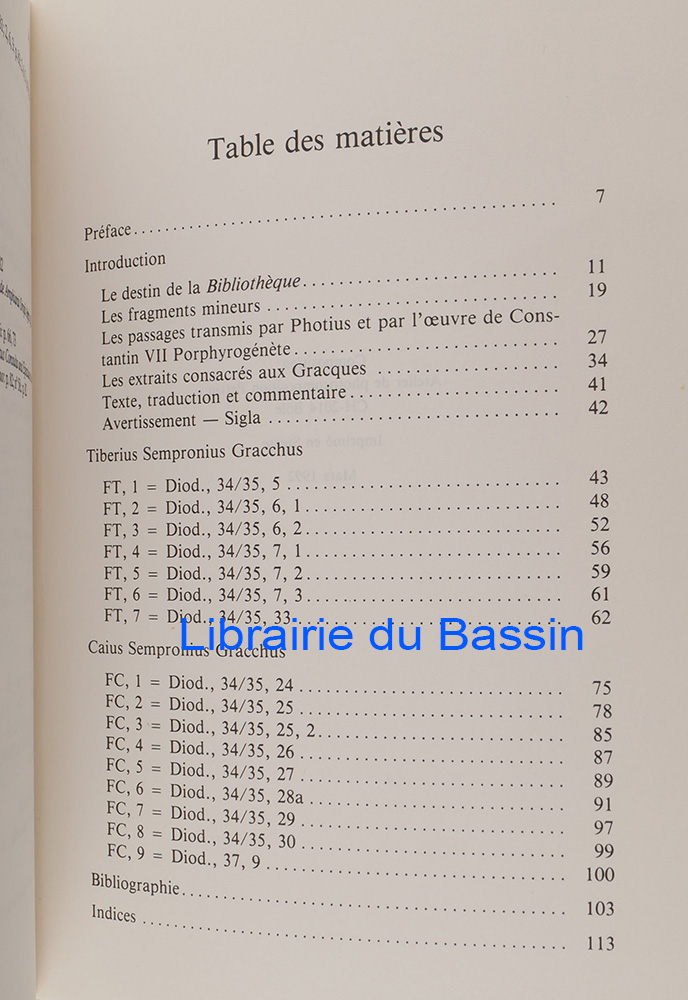 Table des matières
Préface 7
Introduction
Le destin de la Bibliothèque 11
Les fragments mineurs 19
Les passages transmis par Photius et par l'œuvre de Cons-
tantin VII Porphyrogénète 27
Les extraits consacrés aux Gracques 34
Texte, traduction et commentaire 41
Avertissement — Sigla 42
Tiberius Sempronius Gracchus
FT, 1 = Diod., 34/35, 5 43
FT, 2 = Diod., 34/35, 6, 1 48
FT, 3 = Diod., 34/35, 6, 2 52
FT, 4 = Diod., 34/35, 7, 1 56
FT, 5 = Diod., 34/35, 7, 2 59
FT, 6 = Diod., 34/35, 7, 3 61
FT, 7 = Diod., 34/35, 33 62
Librairie du Bassin
Caius Sempronius Gracchus
FC, 1 = Diod., 34/35, 24 75
FC, 2 = Diod., 34/35, 25 78
FC, 3 = Diod., 34/35, 25, 2 85
FC, 4 = Diod., 34/35, 26 87
FC, 5 = Diod., 34/35, 27 89
FC, 6 = Diod., 34/35, 28a 91
FC, 7 = Diod., 34/35, 29 97
FC, 8 = Diod., 34/35, 30 99
FC, 9 = Diod., 37, 9 100
Bibliographie 103
Indices 113